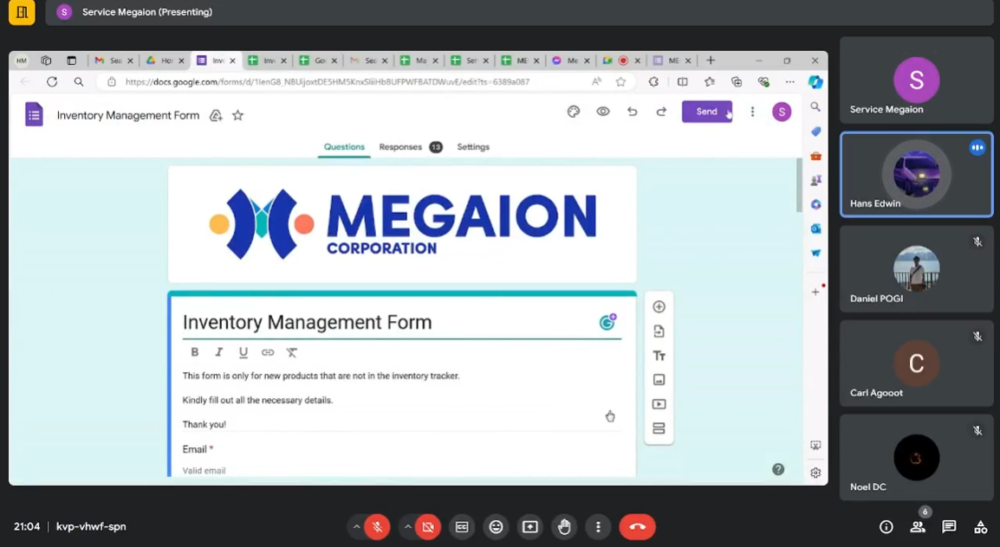 S Service Megaion (Presenting)
HM Sea Ho Inv Inv Go Sea Ma Ser ME Me ME
https://docs.google.com/forms/d/1lenG8_NBUijoxtDE5HM5KnxSliiHb8UFPWFBATDWuvE/edit?ts=6389a087
Inventory Management Form
Send
S
Questions Responses 13 Settings
MEGAION
CORPORATION
Inventory Management Form
B I U
This form is only for new products that are not in the inventory tracker.
Kindly fill out all the necessary details.
Thank you!
Email *
Valid email
S
Service Megaion
Hans Edwin
Daniel POGI
C
Carl Agooot
Noel DC
21:04 kvp-vhwf-spn
6